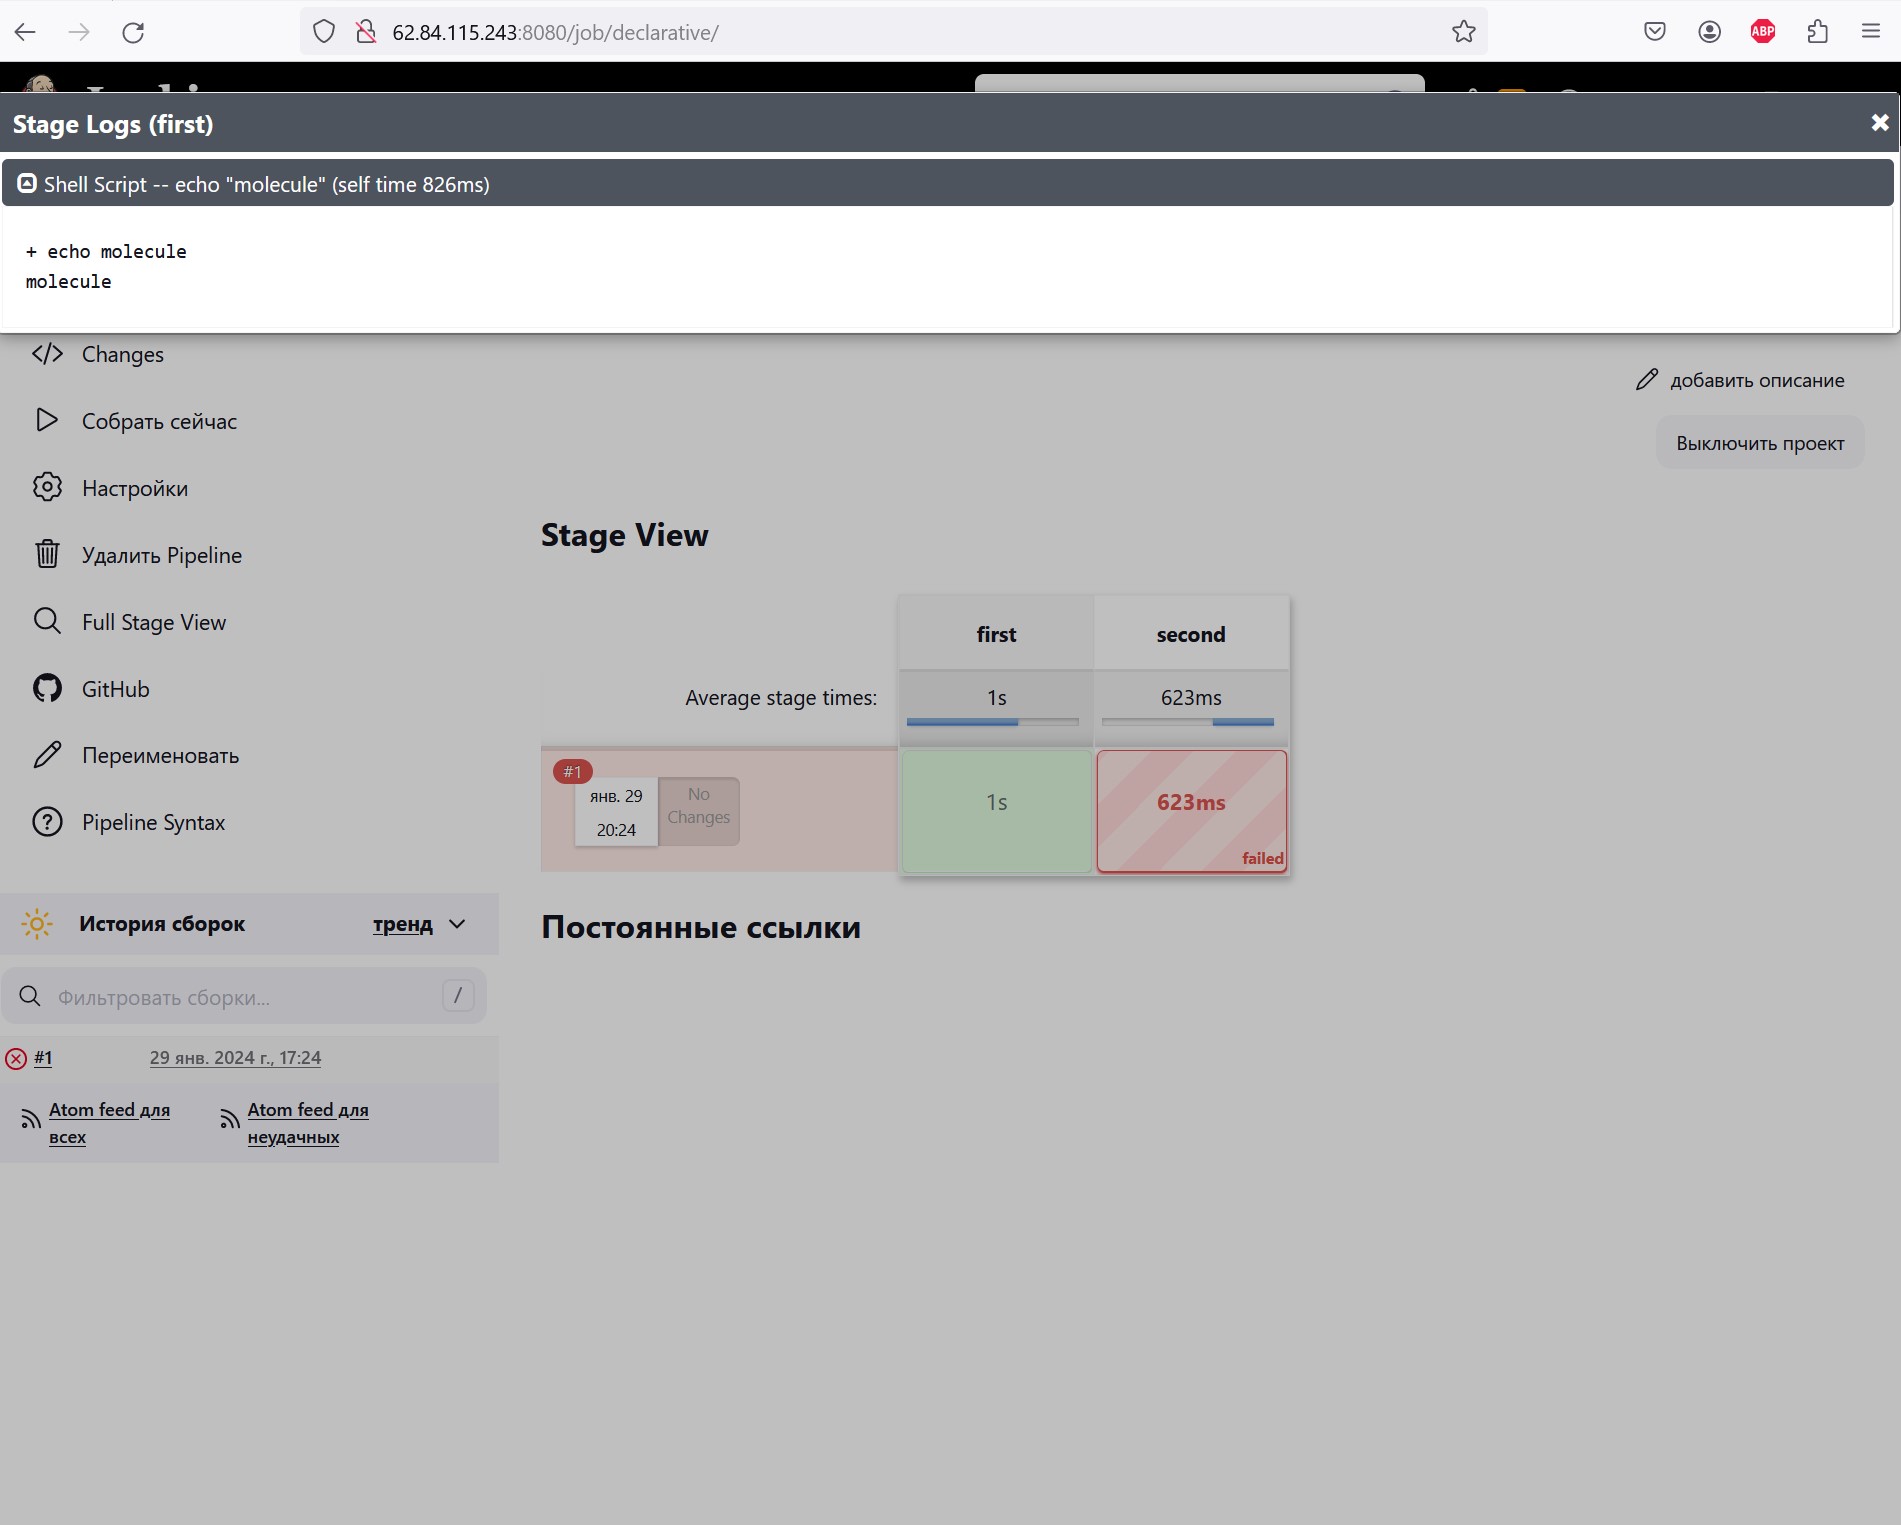 62.84.115.243:8080/job/declarative/
ABP
Stage Logs (first)
Shell Script -- echo "molecule" (self time 826ms)
+ echo molecule
molecule
Changes
Собрать сейчас
Настройки
Удалить Pipeline
Full Stage View
GitHub
Переименовать
Pipeline Syntax
добавить описание
Выключить проект
Stage View
first second
Average stage times: 1s 623ms
#1
янв. 29
20:24
No
Changes
1s
623ms
failed
Постоянные ссылки
История сборок тренд
Фильтровать сборки... /
#1 29 янв. 2024 г., 17:24
Atom feed для
всех
Atom feed для
неудачных